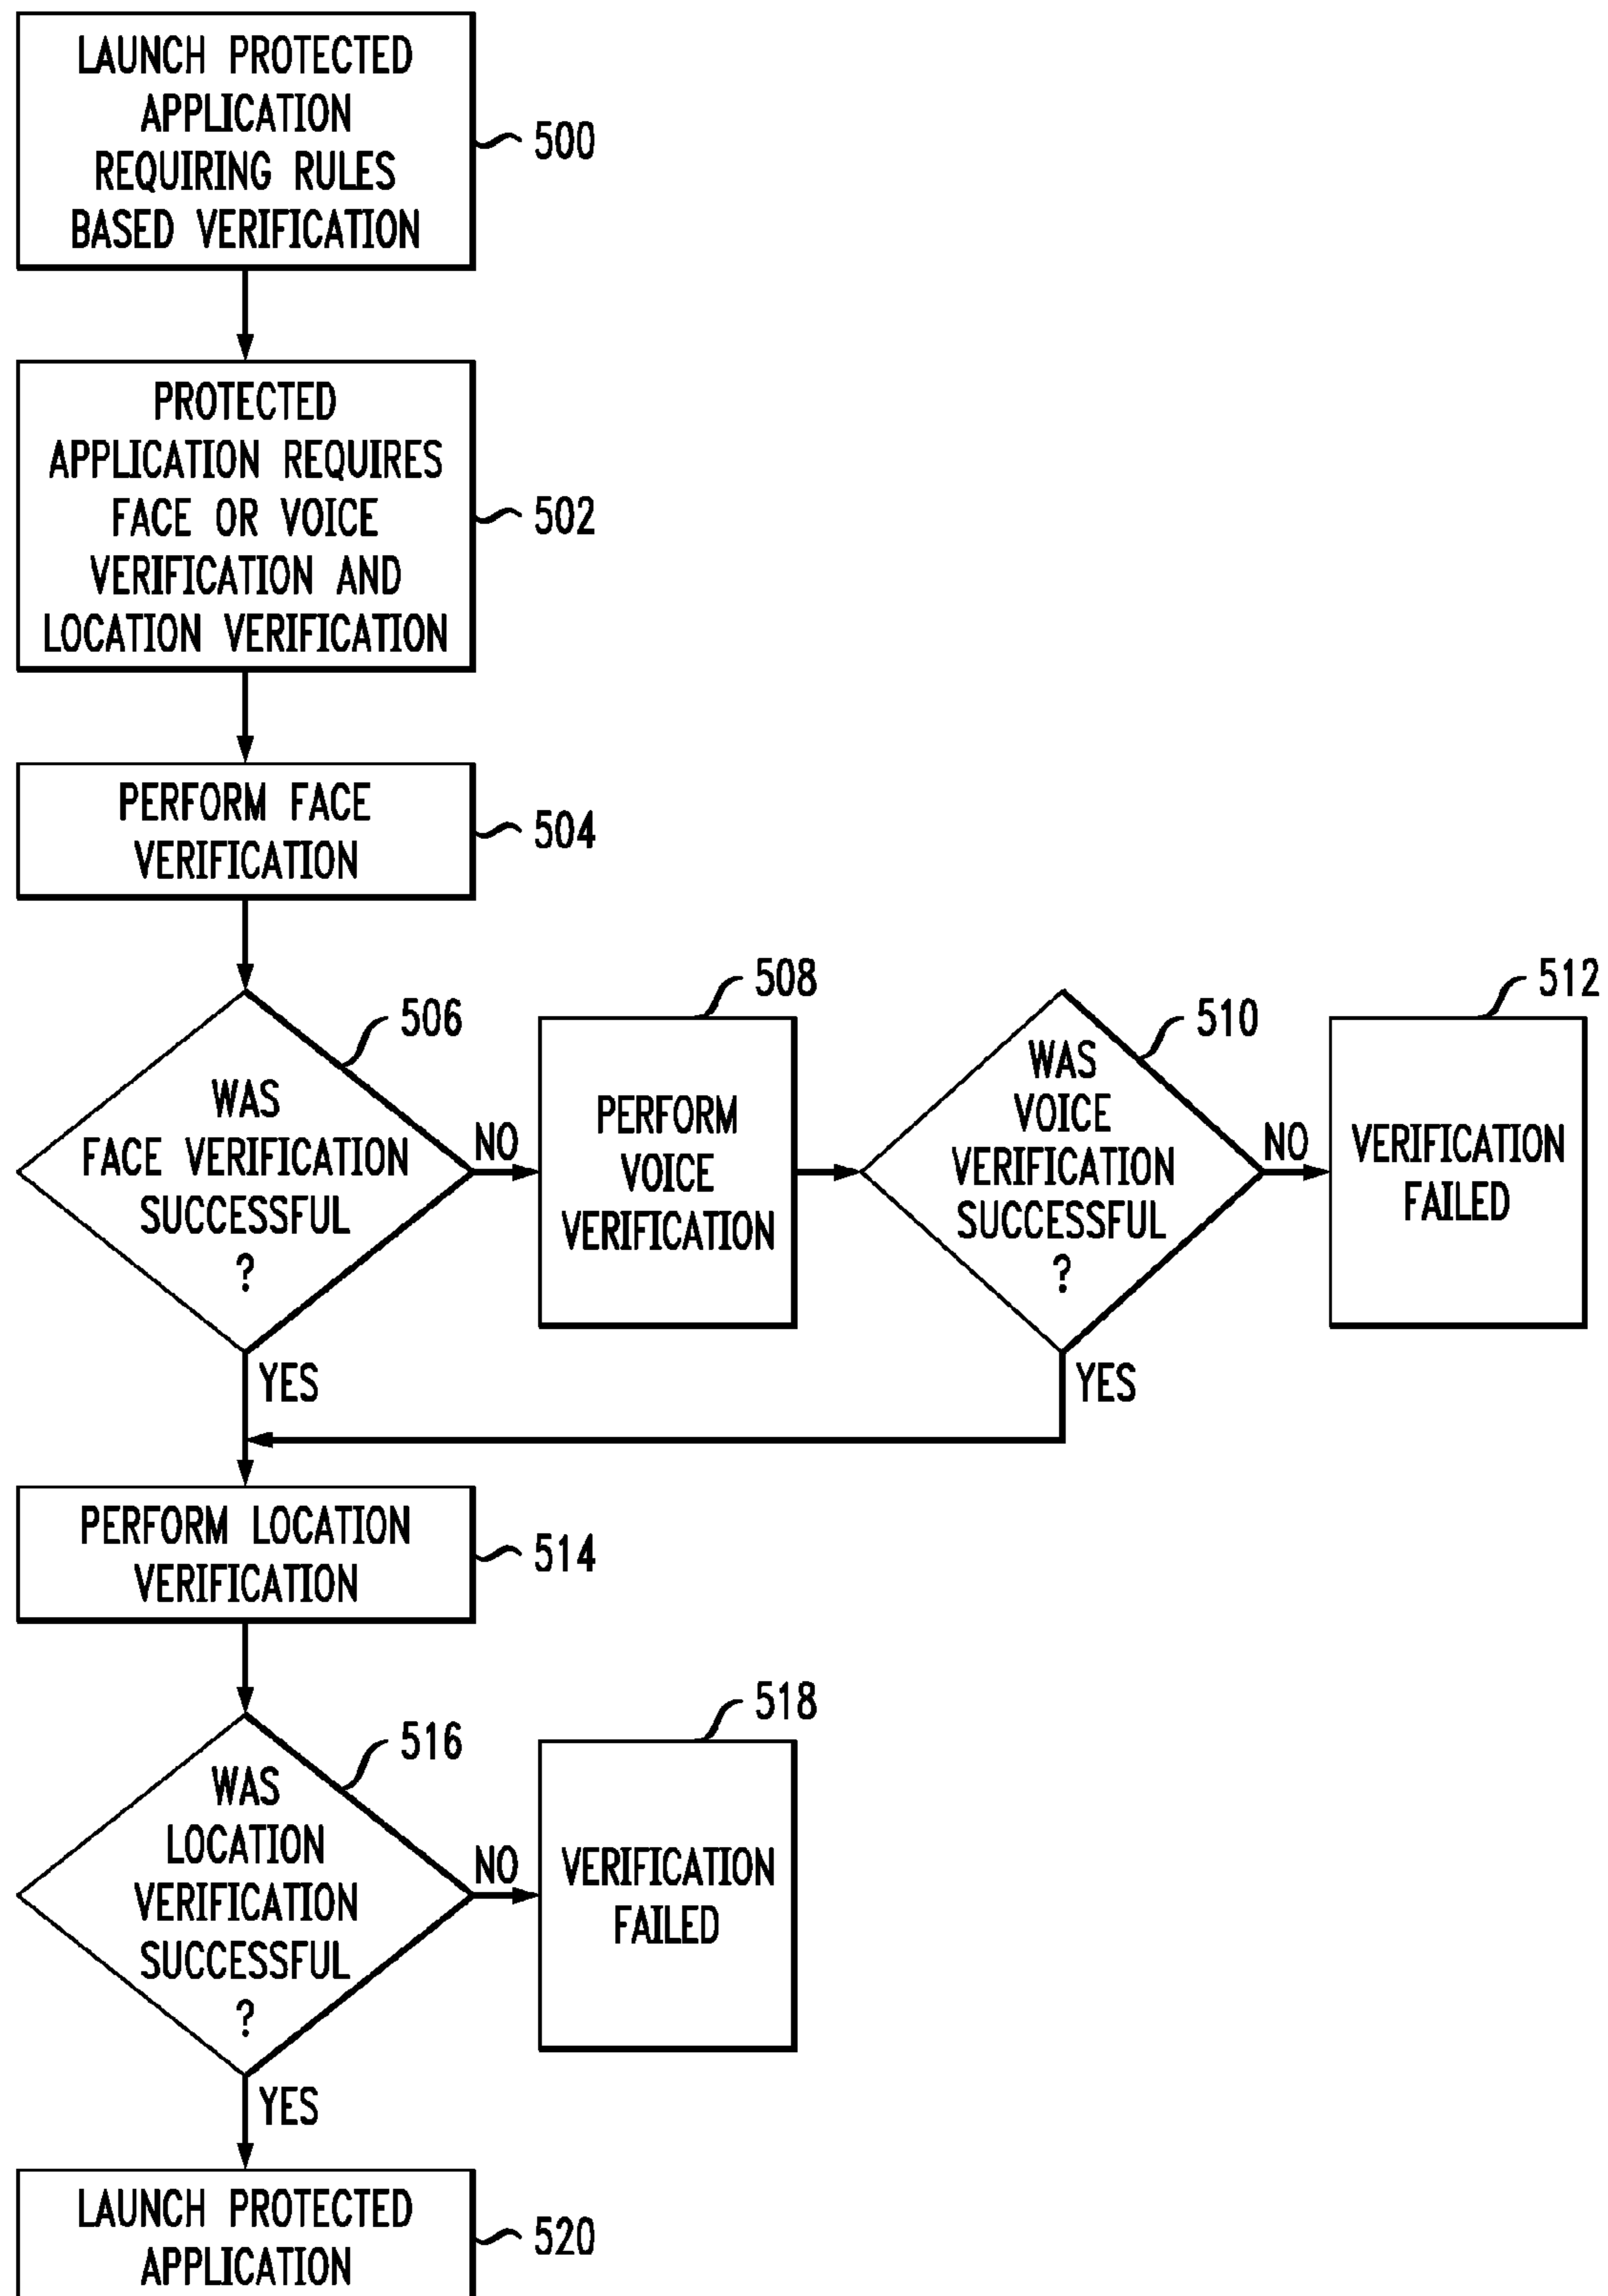 LAUNCH PROTECTED
APPLICATION
REQUIRING RULES
BASED VERIFICATION
500
PROTECTED
APPLICATION REQUIRES
FACE OR VOICE
VERIFICATION AND
LOCATION VERIFICATION
502
PERFORM FACE
VERIFICATION
504
506
WAS
FACE VERIFICATION
SUCCESSFUL
?
NO
YES
508
PERFORM
VOICE
VERIFICATION
510
WAS
VOICE
VERIFICATION
SUCCESSFUL
?
NO
YES
512
VERIFICATION
FAILED
PERFORM LOCATION
VERIFICATION
514
516
WAS
LOCATION
VERIFICATION
SUCCESSFUL
?
NO
YES
518
VERIFICATION
FAILED
LAUNCH PROTECTED
APPLICATION
520